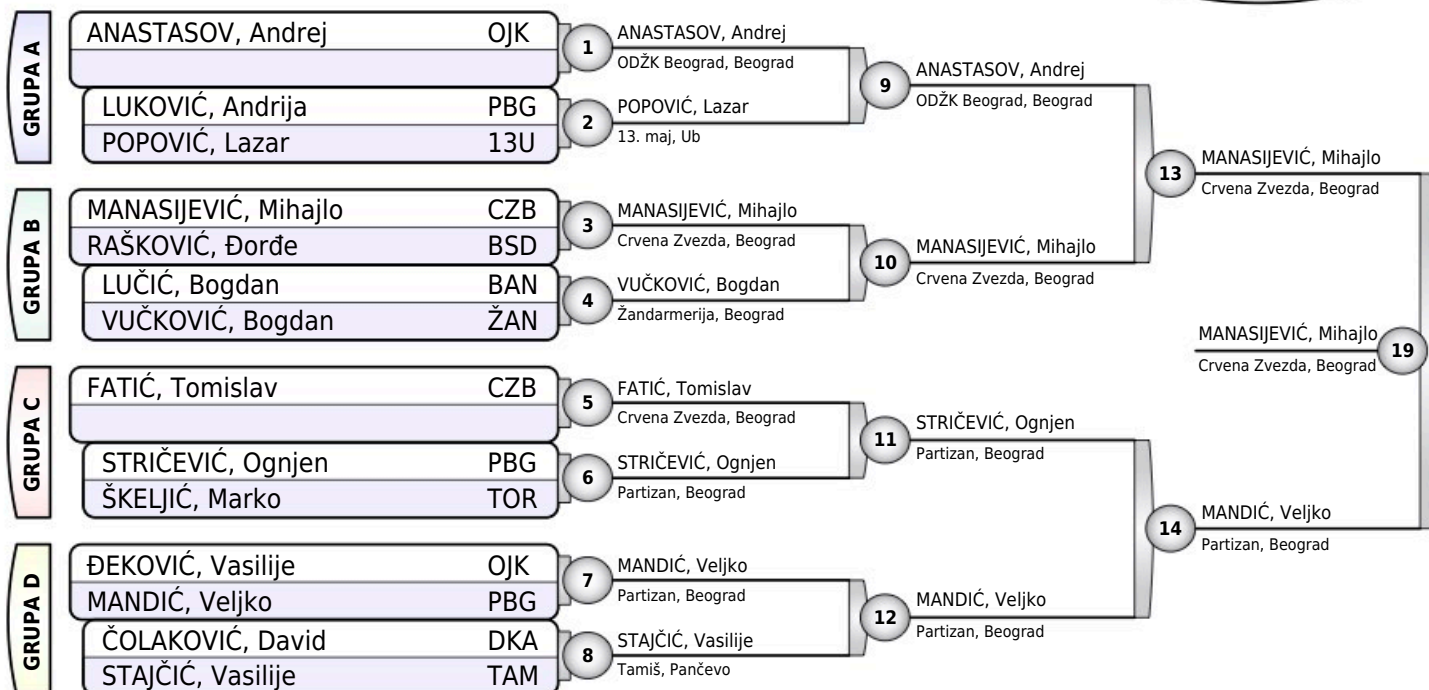 GRUPA A
ANASTASOV, Andrej OJK
LUKOVIĆ, Andrija PBG
POPOVIĆ, Lazar 13U
GRUPA B
MANASIJEVIĆ, Mihajlo CZB
RAŠKOVIĆ, Đorđe BSD
LUČIĆ, Bogdan BAN
VUČKOVIĆ, Bogdan ŽAN
GRUPA C
FATIĆ, Tomislav CZB
STRIČEVIĆ, Ognjen PBG
ŠKELJIĆ, Marko TOR
GRUPA D
ĐEKOVIĆ, Vasilije OJK
MANDIĆ, Veljko PBG
ČOLAKOVIĆ, David DKA
STAJČIĆ, Vasilije TAM
1 ANASTASOV, Andrej
ODŽK Beograd, Beograd
2 POPOVIĆ, Lazar
13. maj, Ub
3 MANASIJEVIĆ, Mihajlo
Crvena Zvezda, Beograd
4 VUČKOVIĆ, Bogdan
Žandarmerija, Beograd
5 FATIĆ, Tomislav
Crvena Zvezda, Beograd
6 STRIČEVIĆ, Ognjen
Partizan, Beograd
7 MANDIĆ, Veljko
Partizan, Beograd
8 STAJČIĆ, Vasilije
Tamiš, Pančevo
9 ANASTASOV, Andrej
ODŽK Beograd, Beograd
10 MANASIJEVIĆ, Mihajlo
Crvena Zvezda, Beograd
11 STRIČEVIĆ, Ognjen
Partizan, Beograd
12 MANDIĆ, Veljko
Partizan, Beograd
13 MANASIJEVIĆ, Mihajlo
Crvena Zvezda, Beograd
14 MANDIĆ, Veljko
Partizan, Beograd
MANASIJEVIĆ, Mihajlo 19
Crvena Zvezda, Beograd